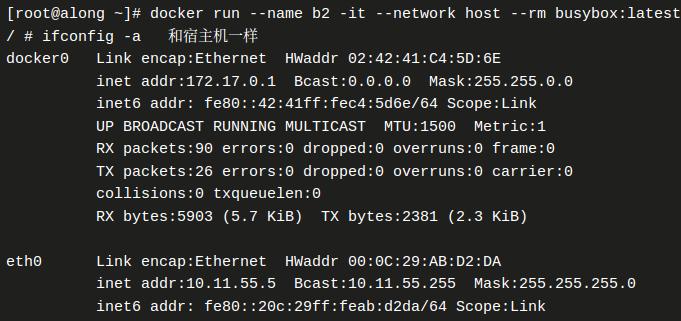 [root@along ~]# docker run --name b2 -it --network host --rm busybox:latest
/ # ifconfig -a   和宿主机一样
docker0   Link encap:Ethernet  HWaddr 02:42:41:C4:5D:6E
          inet addr:172.17.0.1  Bcast:0.0.0.0  Mask:255.255.0.0
          inet6 addr: fe80::42:41ff:fec4:5d6e/64 Scope:Link
          UP BROADCAST RUNNING MULTICAST  MTU:1500  Metric:1
          RX packets:90 errors:0 dropped:0 overruns:0 frame:0
          TX packets:26 errors:0 dropped:0 overruns:0 carrier:0
          collisions:0 txqueuelen:0
          RX bytes:5903 (5.7 KiB)  TX bytes:2381 (2.3 KiB)

eth0      Link encap:Ethernet  HWaddr 00:0C:29:AB:D2:DA
          inet addr:10.11.55.5  Bcast:10.11.55.255  Mask:255.255.255.0
          inet6 addr: fe80::20c:29ff:feab:d2da/64 Scope:Link